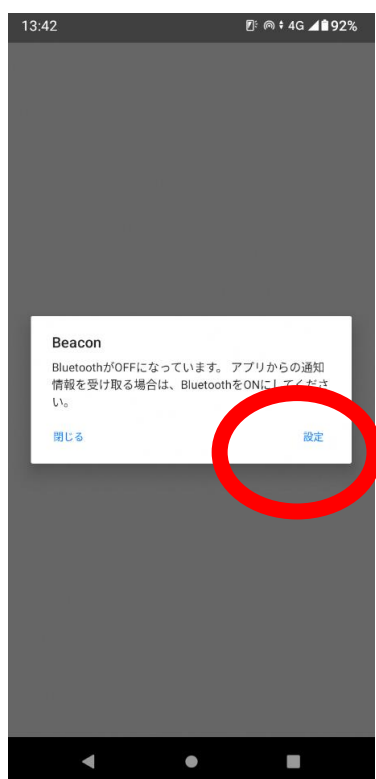 13:42 4G 92%
Beacon
BluetoothがOFFになっています。 アプリからの通知
情報を受け取る場合は、BluetoothをONにしてくださ
い。
閉じる 設定